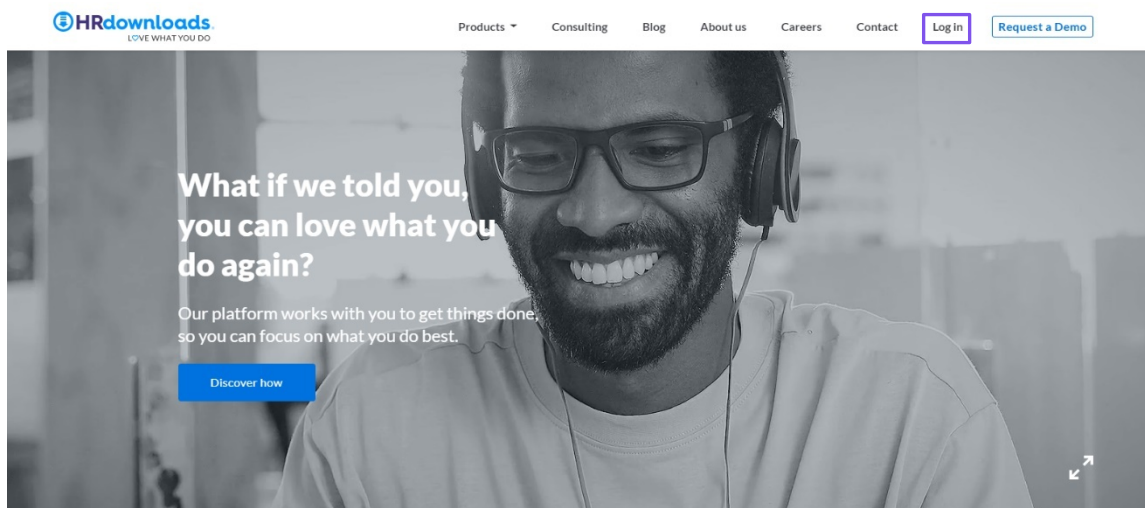 HRdownloads.
LOVE WHAT YOU DO
Products Consulting Blog About us Careers Contact Log in Request a Demo
What if we told you,
you can love what you
do again?
Our platform works with you to get things done,
so you can focus on what you do best.
Discover how